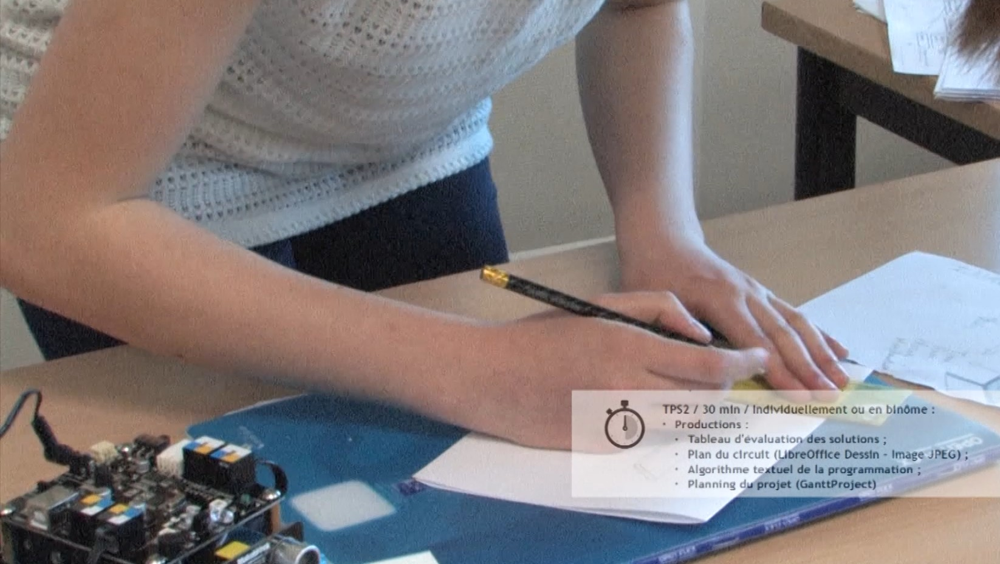 TPS2 / 30 min / Individuellement ou en binôme :
• Productions :
• Tableau d'évaluation des solutions ;
• Plan du circuit (LibreOffice Dessin - Image JPEG) ;
• Algorithme textuel de la programmation ;
• Planning du projet (GanttProject)